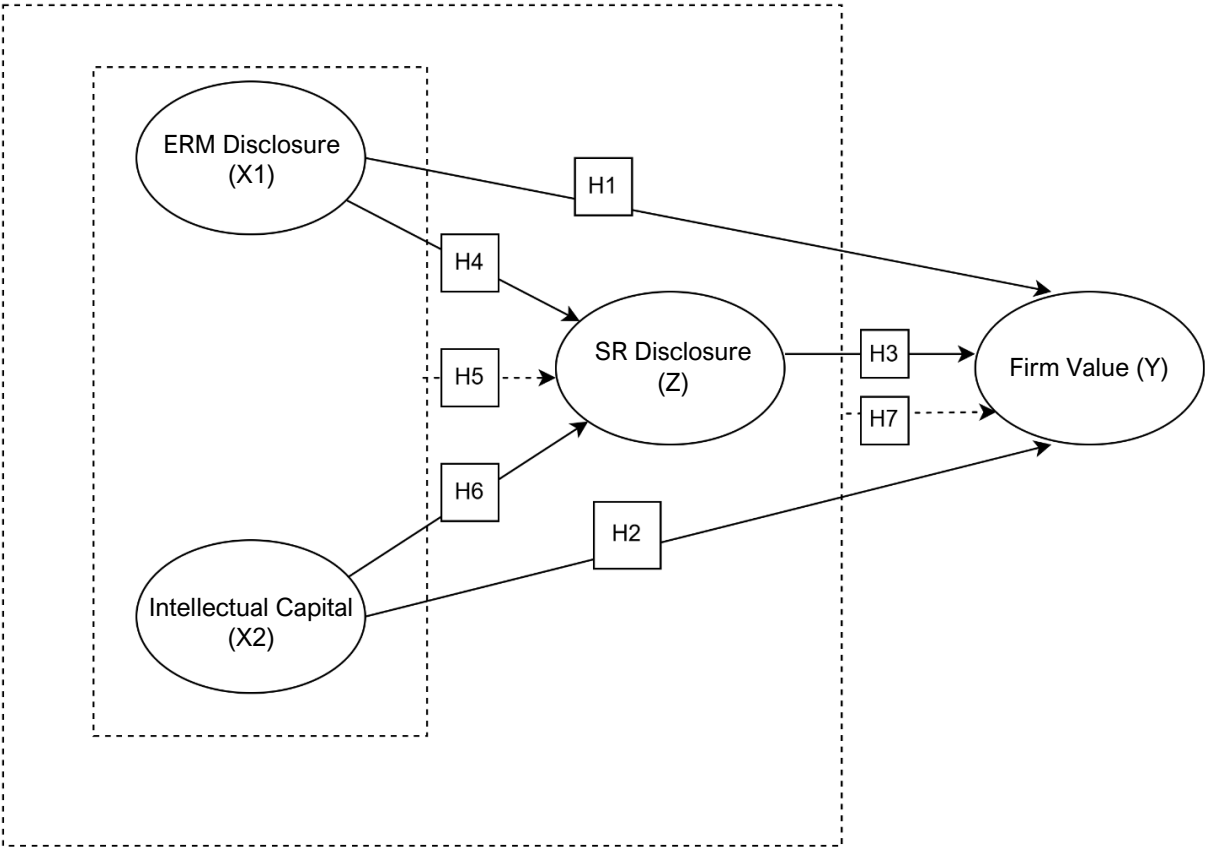 ERM Disclosure
(X1)
H1
H4
SR Disclosure
(Z)
H3
Firm Value (Y)
H5
H7
H6
H2
Intellectual Capital
(X2)